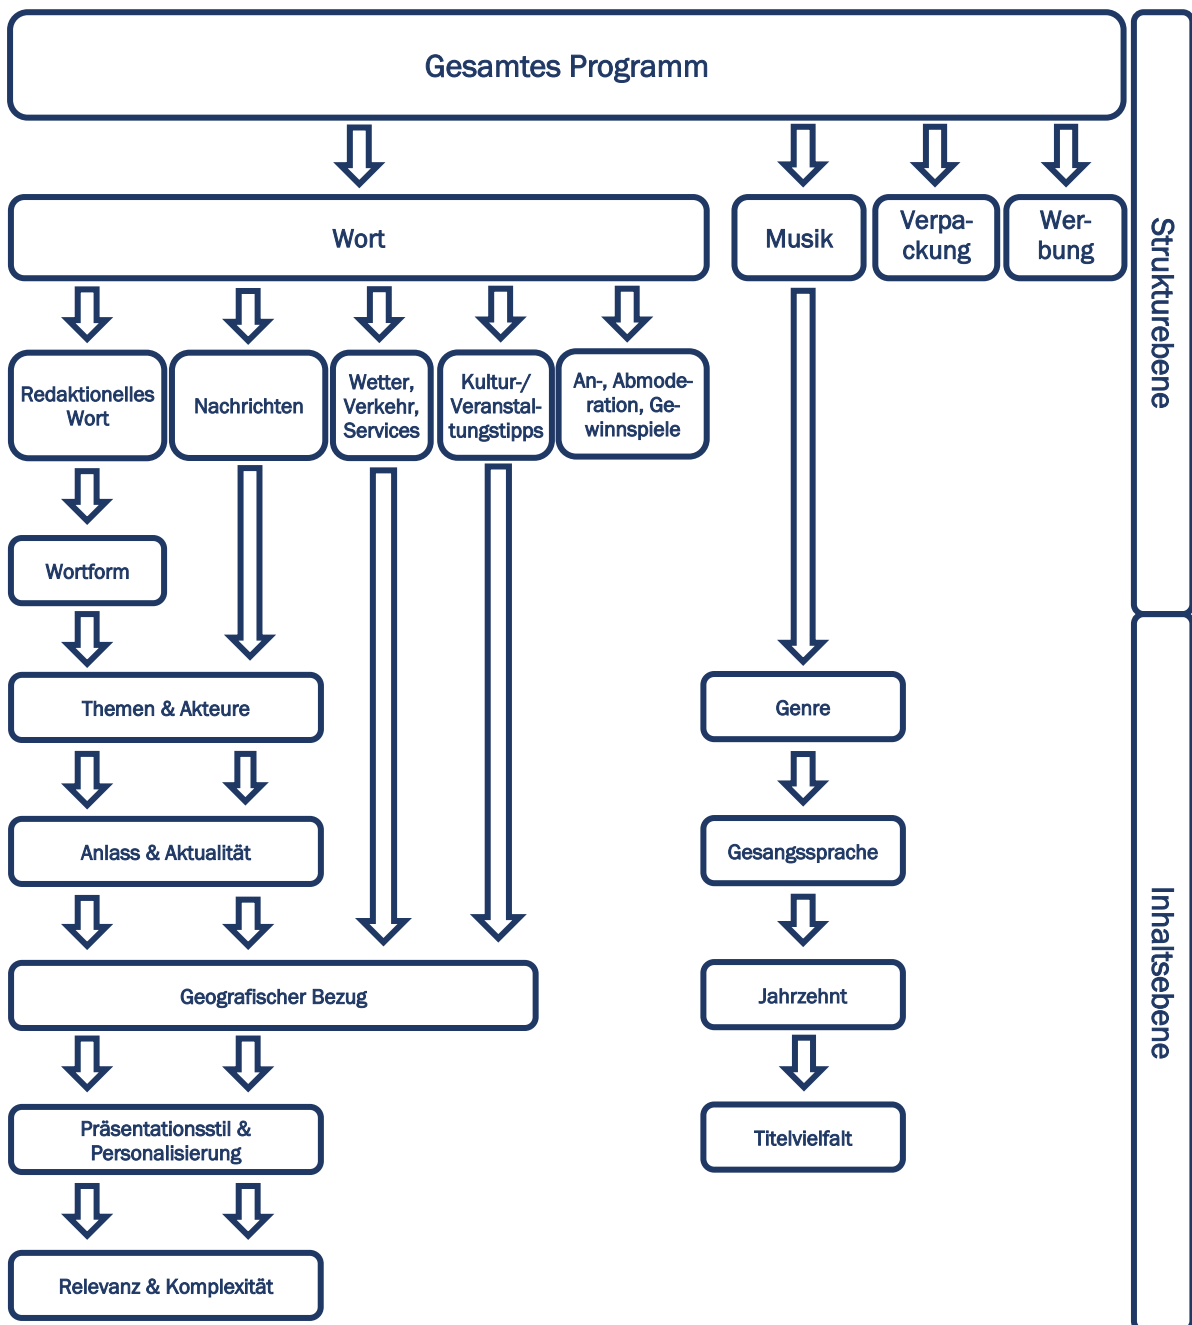 Gesamtes Programm
Wort
Musik
Verpa-
ckung
Wer-
bung
Strukturebene
Redaktionelles
Wort
Nachrichten
Wetter,
Verkehr,
Services
Kultur-/
Veranstal-
tungstipps
An-, Abmode-
ration, Ge-
winnspiele
Wortform
Themen & Akteure
Genre
Anlass & Aktualität
Gesangssprache
Inhaltsebene
Geografischer Bezug
Jahrzehnt
Präsentationsstil &
Personalisierung
Titelvielfalt
Relevanz & Komplexität